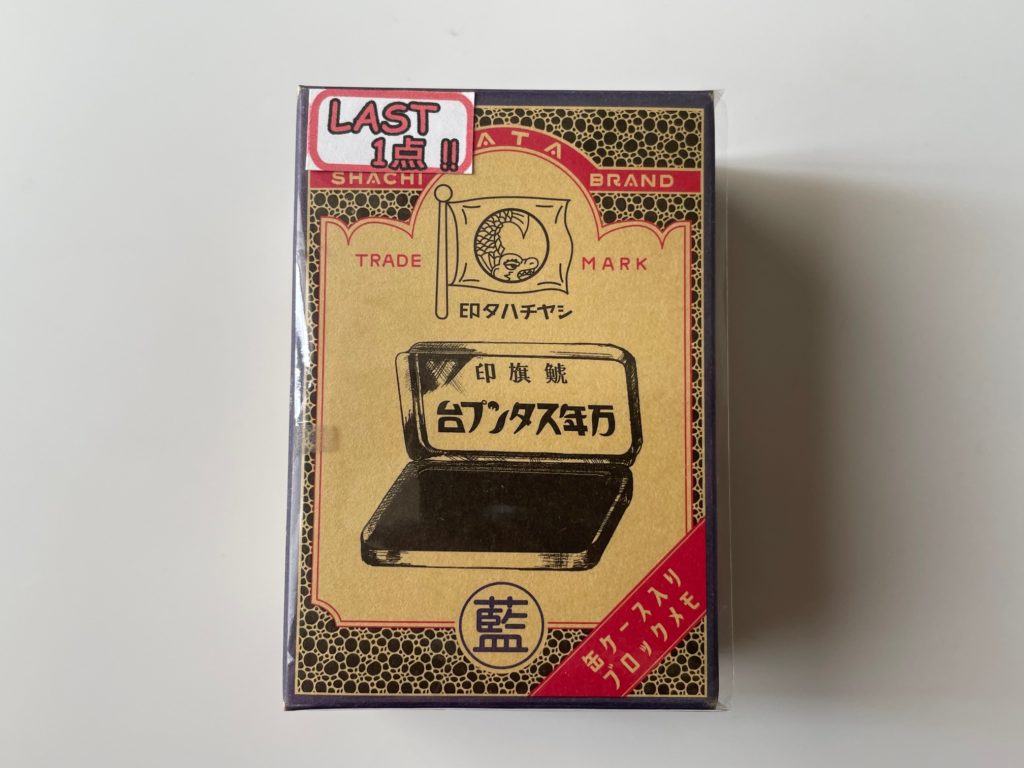 LAST
1点!!
ATA
SHACHI BRAND
TRADE MARK
シヤチハタ印
鯱旗印
万年スタンプ台
藍
缶ケース入り
ブロックメモ